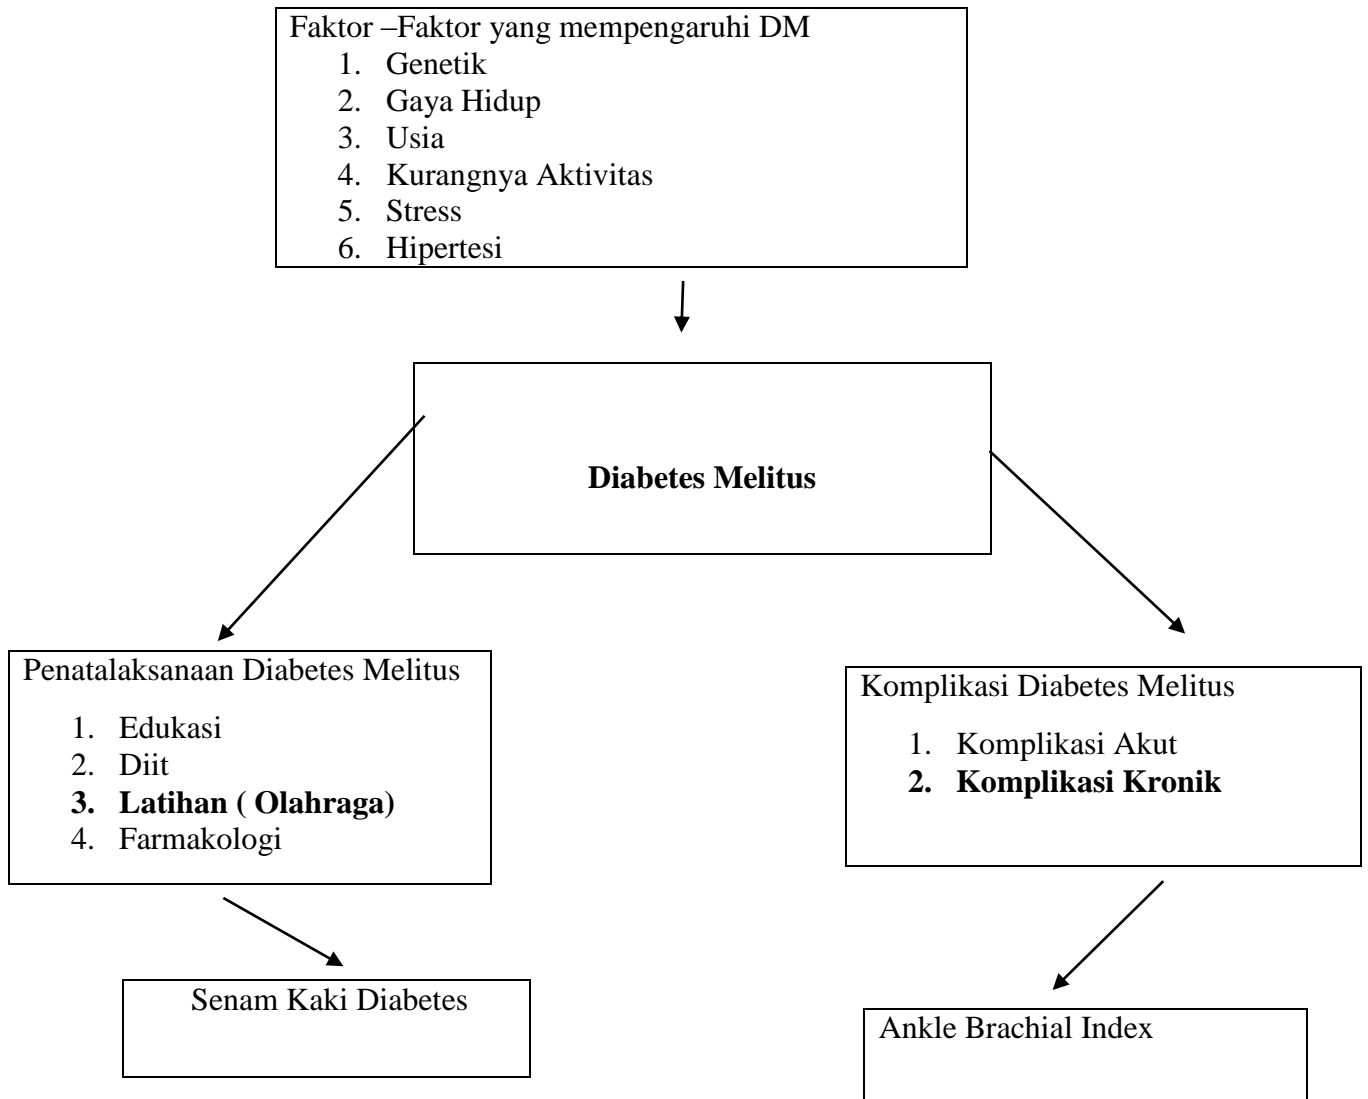 Faktor –Faktor yang mempengaruhi DM
1. Genetik
2. Gaya Hidup
3. Usia
4. Kurangnya Aktivitas
5. Stress
6. Hipertesi
Diabetes Melitus
Penatalaksanaan Diabetes Melitus
1. Edukasi
2. Diit
3. Latihan ( Olahraga)
4. Farmakologi
Komplikasi Diabetes Melitus
1. Komplikasi Akut
2. Komplikasi Kronik
Senam Kaki Diabetes
Ankle Brachial Index